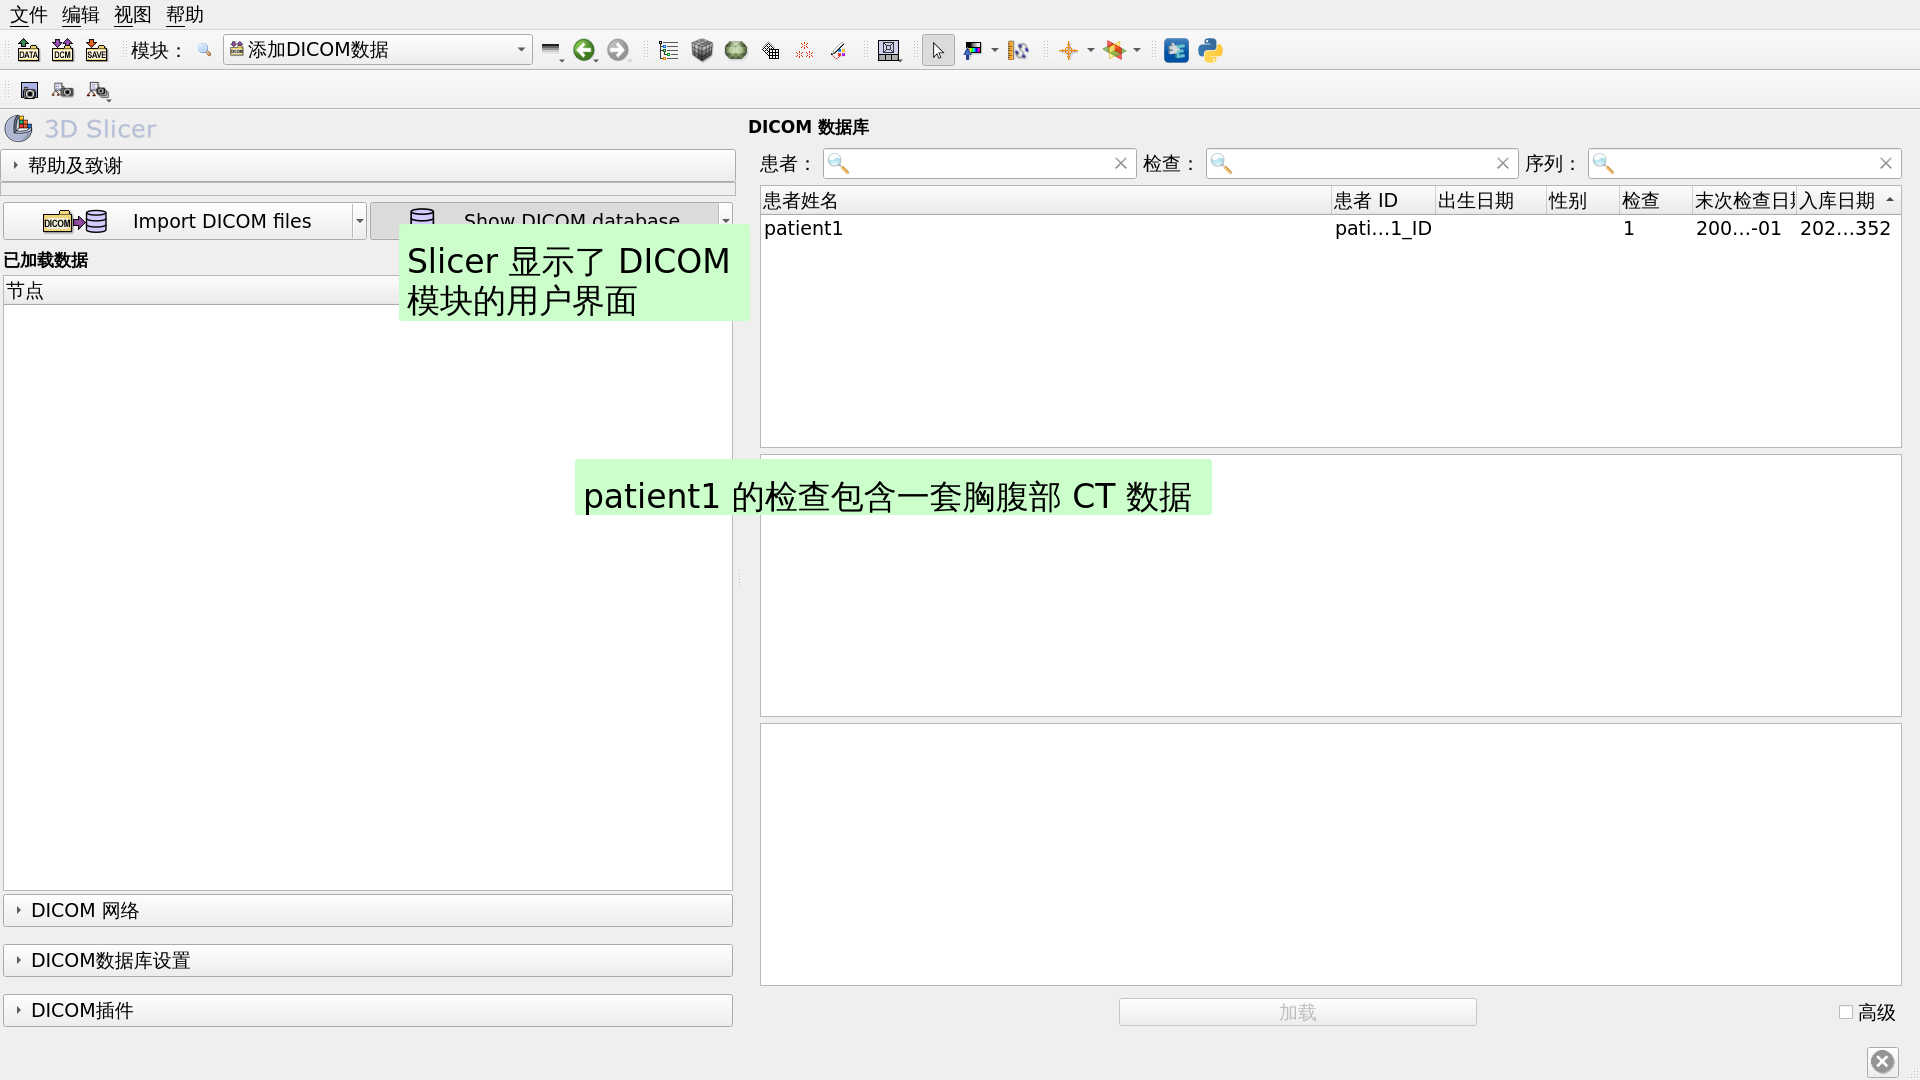 文件 编辑 视图 帮助
DATA DCM SAVE 模块： 添加DICOM数据
3D Slicer
DICOM 数据库
帮助及致谢
患者： 检查： 序列：
患者姓名 患者 ID 出生日期 性别 检查 末次检查日期 入库日期
DICOM Import DICOM files Show DICOM database
patient1 pati...1_ID 1 200...-01 202...352
Slicer 显示了 DICOM
模块的用户界面
已加载数据
节点
patient1 的检查包含一套胸腹部 CT 数据
DICOM 网络
DICOM数据库设置
DICOM插件
加载 高级